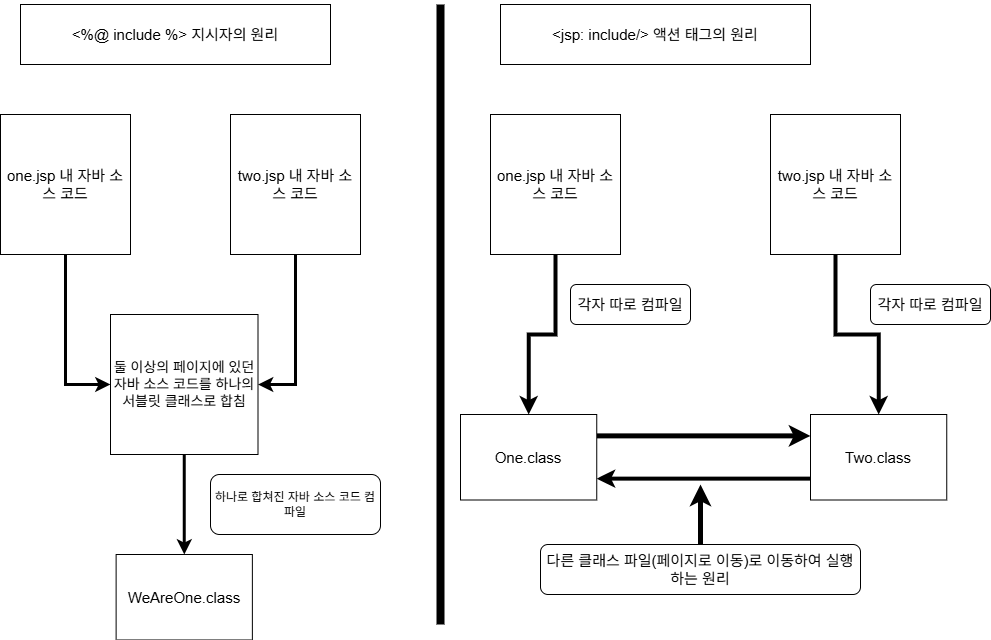 <%@ include %> 지시자의 원리
one.jsp 내 자바 소
스 코드
two.jsp 내 자바 소
스 코드
둘 이상의 페이지에 있던
자바 소스 코드를 하나의
서블릿 클래스로 합침
하나로 합쳐진 자바 소스 코드 컴
파일
WeAreOne.class
<jsp: include/> 액션 태그의 원리
one.jsp 내 자바 소
스 코드
two.jsp 내 자바 소
스 코드
각자 따로 컴파일
각자 따로 컴파일
One.class
Two.class
다른 클래스 파일(페이지로 이동)로 이동하여 실행
하는 원리